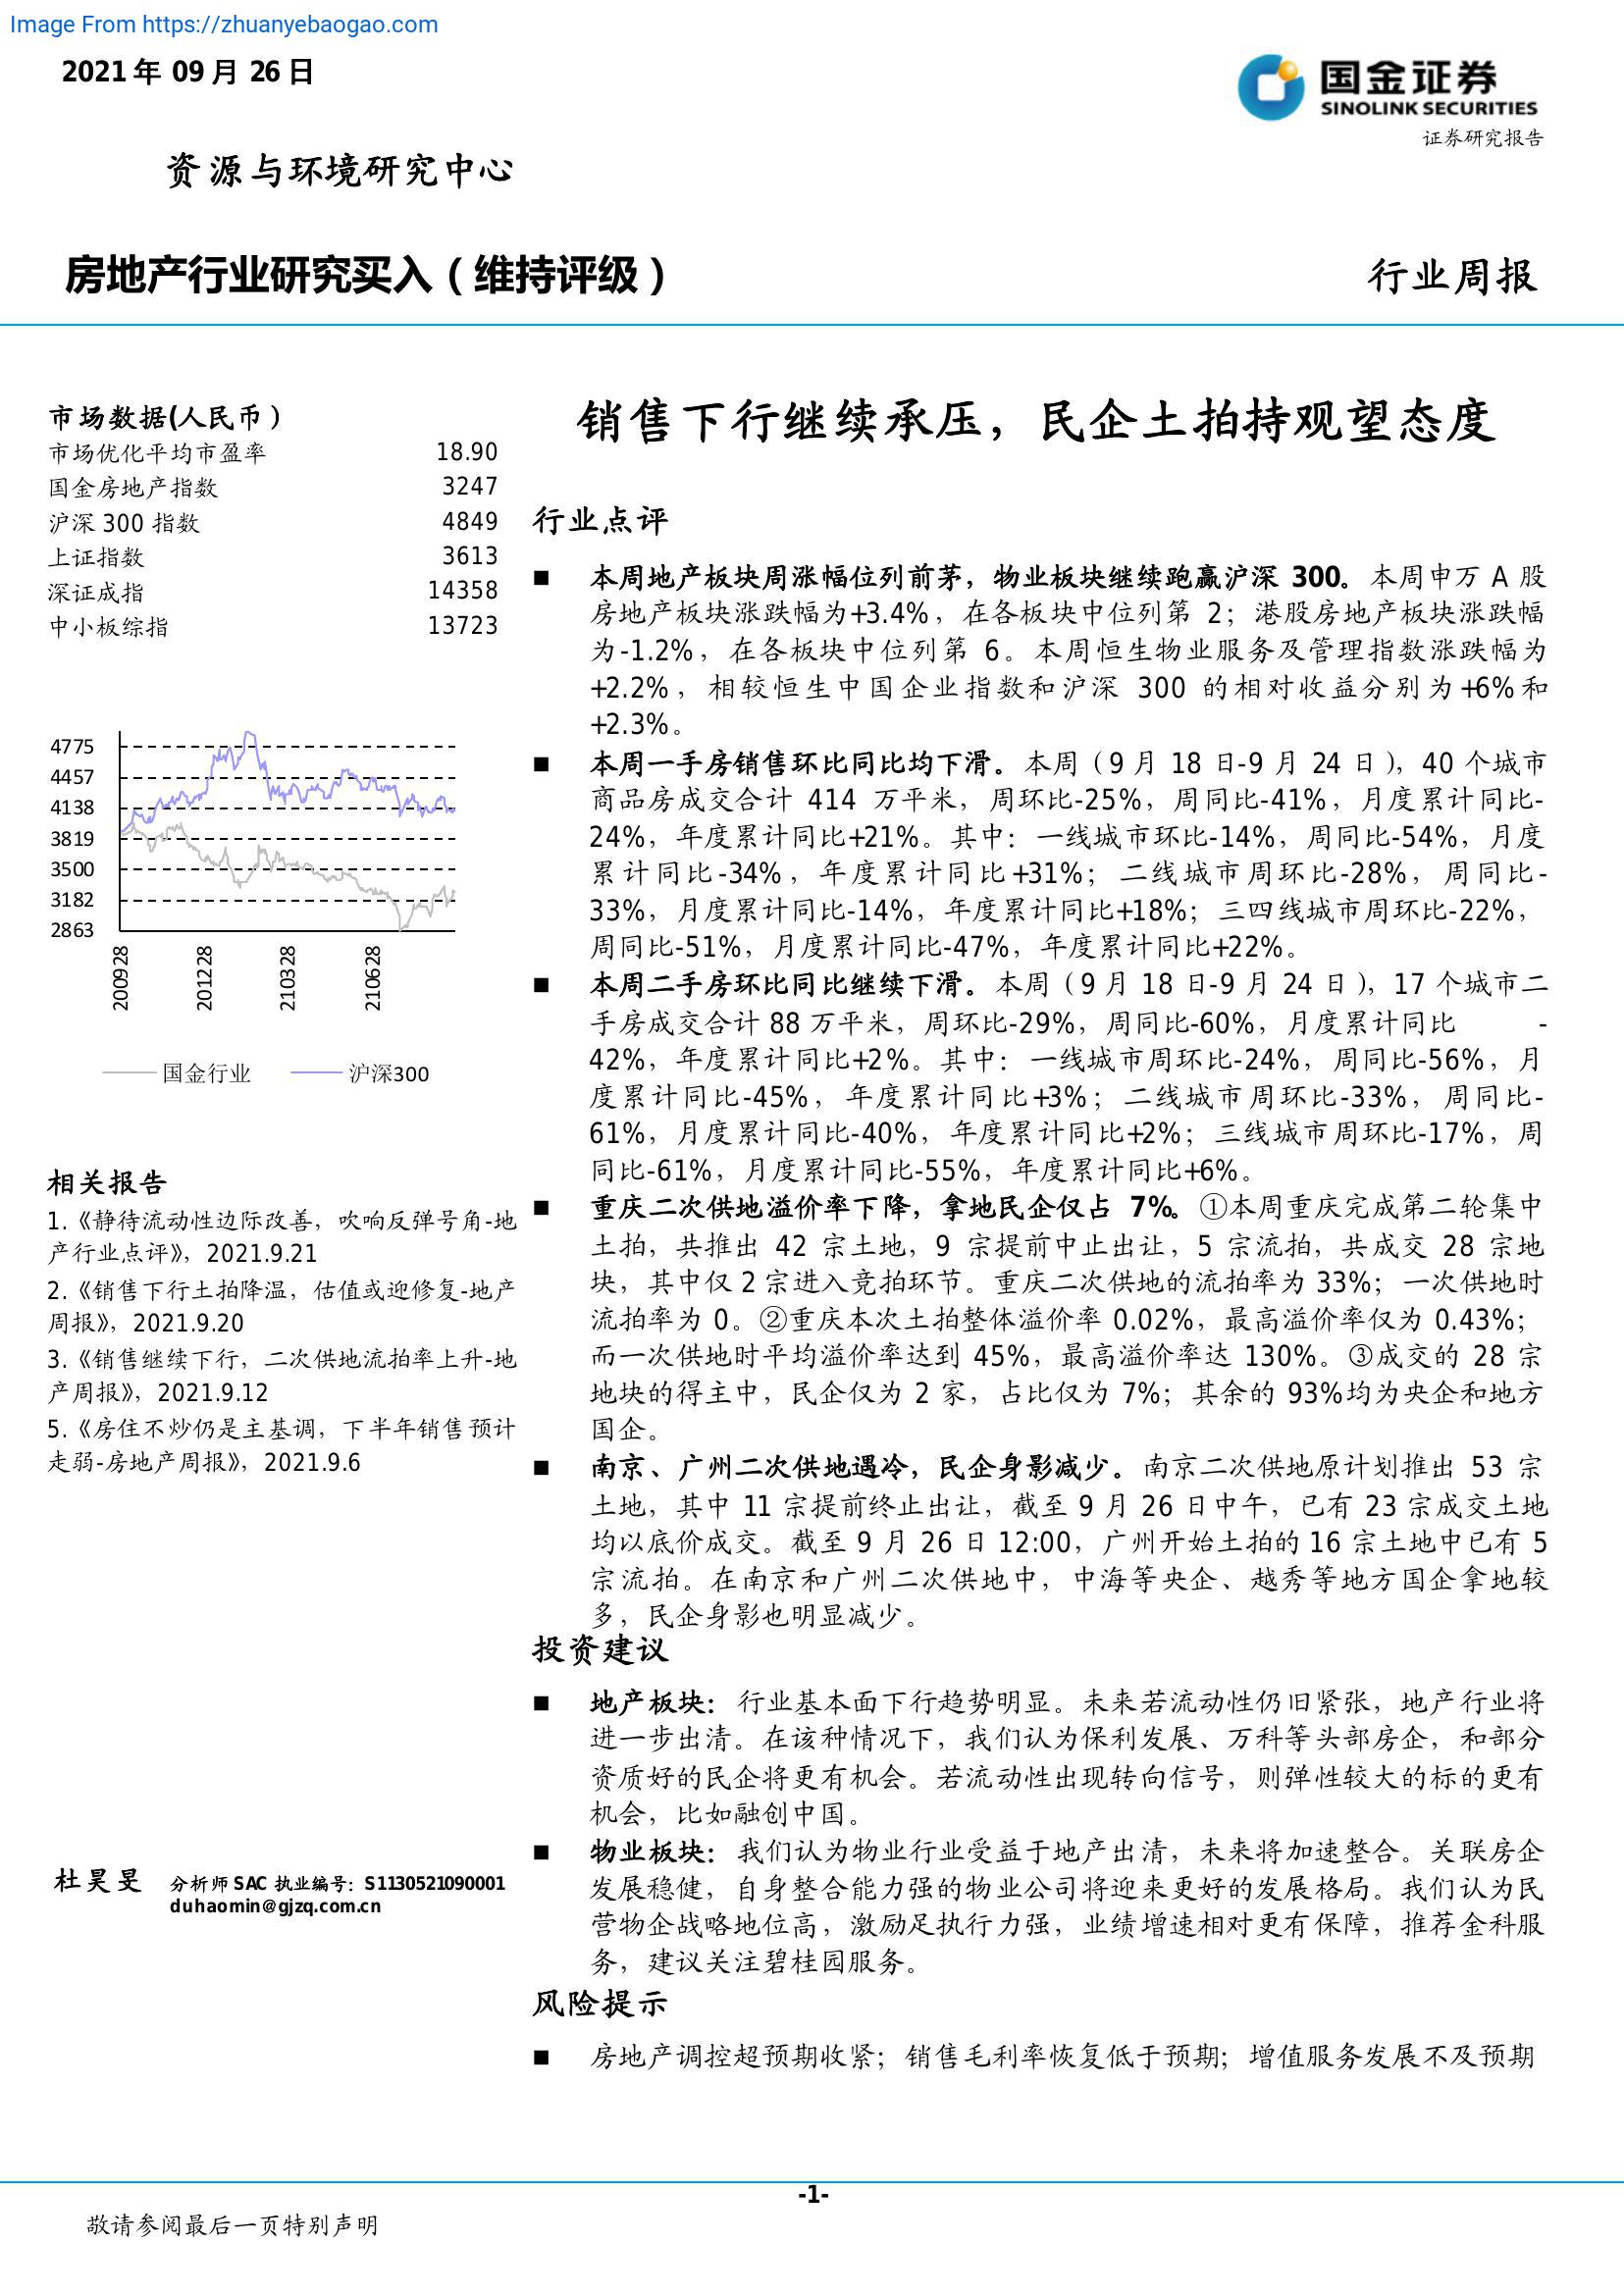 Image From https://zhuanyebaogao.com
2021 年 09 月 26 日
国金证券
SINOLINK SECURITIES
证券研究报告
资源与环境研究中心
房地产行业研究买入（维持评级）
行业周报
市场数据(人民币）
市场优化平均市盈率 18.90
国金房地产指数 3247
沪深 300 指数 4849
上证指数 3613
深证成指 14358
中小板综指 13723
4775
4457
4138
3819
3500
3182
2863
200928
201228
210328
210628
国金行业
沪深300
相关报告
1.《静待流动性边际改善，吹响反弹号角-地
产行业点评》，2021.9.21
2.《销售下行土拍降温，估值或迎修复-地产
周报》，2021.9.20
3.《销售继续下行，二次供地流拍率上升-地
产周报》，2021.9.12
5.《房住不炒仍是主基调，下半年销售预计
走弱-房地产周报》，2021.9.6
杜昊旻 分析师 SAC 执业编号：S1130521090001
duhaomin@gjzq.com.cn
销售下行继续承压，民企土拍持观望态度
行业点评
■ 本周地产板块周涨幅位列前茅，物业板块继续跑赢沪深 300。本周申万 A 股
房地产板块涨跌幅为+3.4%，在各板块中位列第 2；港股房地产板块涨跌幅
为-1.2%，在各板块中位列第 6。本周恒生物业服务及管理指数涨跌幅为
+2.2%，相较恒生中国企业指数和沪深 300 的相对收益分别为+6%和
+2.3%。
■ 本周一手房销售环比同比均下滑。本周（9 月 18 日-9 月 24 日），40 个城市
商品房成交合计 414 万平米，周环比-25%，周同比-41%，月度累计同比-
24%，年度累计同比+21%。其中：一线城市环比-14%，周同比-54%，月度
累计同比-34%，年度累计同比+31%；二线城市周环比-28%，周同比-
33%，月度累计同比-14%，年度累计同比+18%；三四线城市周环比-22%，
周同比-51%，月度累计同比-47%，年度累计同比+22%。
■ 本周二手房环比同比继续下滑。本周（9 月 18 日-9 月 24 日），17 个城市二
手房成交合计 88 万平米，周环比-29%，周同比-60%，月度累计同比 -
42%，年度累计同比+2%。其中：一线城市周环比-24%，周同比-56%，月
度累计同比-45%，年度累计同比+3%；二线城市周环比-33%，周同比-
61%，月度累计同比-40%，年度累计同比+2%；三线城市周环比-17%，周
同比-61%，月度累计同比-55%，年度累计同比+6%。
■ 重庆二次供地溢价率下降，拿地民企仅占 7%。①本周重庆完成第二轮集中
土拍，共推出 42 宗土地，9 宗提前中止出让，5 宗流拍，共成交 28 宗地
块，其中仅 2 宗进入竞拍环节。重庆二次供地的流拍率为 33%；一次供地时
流拍率为 0。②重庆本次土拍整体溢价率 0.02%，最高溢价率仅为 0.43%；
而一次供地时平均溢价率达到 45%，最高溢价率达 130%。③成交的 28 宗
地块的得主中，民企仅为 2 家，占比仅为 7%；其余的 93%均为央企和地方
国企。
■ 南京、广州二次供地遇冷，民企身影减少。南京二次供地原计划推出 53 宗
土地，其中 11 宗提前终止出让，截至 9 月 26 日中午，已有 23 宗成交土地
均以底价成交。截至 9 月 26 日 12:00，广州开始土拍的 16 宗土地中已有 5
宗流拍。在南京和广州二次供地中，中海等央企、越秀等地方国企拿地较
多，民企身影也明显减少。
投资建议
■ 地产板块：行业基本面下行趋势明显。未来若流动性仍旧紧张，地产行业将
进一步出清。在该种情况下，我们认为保利发展、万科等头部房企，和部分
资质好的民企将更有机会。若流动性出现转向信号，则弹性较大的标的更有
机会，比如融创中国。
■ 物业板块：我们认为物业行业受益于地产出清，未来将加速整合。关联房企
发展稳健，自身整合能力强的物业公司将迎来更好的发展格局。我们认为民
营物企战略地位高，激励足执行力强，业绩增速相对更有保障，推荐金科服
务，建议关注碧桂园服务。
风险提示
■ 房地产调控超预期收紧；销售毛利率恢复低于预期；增值服务发展不及预期
-1-
敬请参阅最后一页特别声明